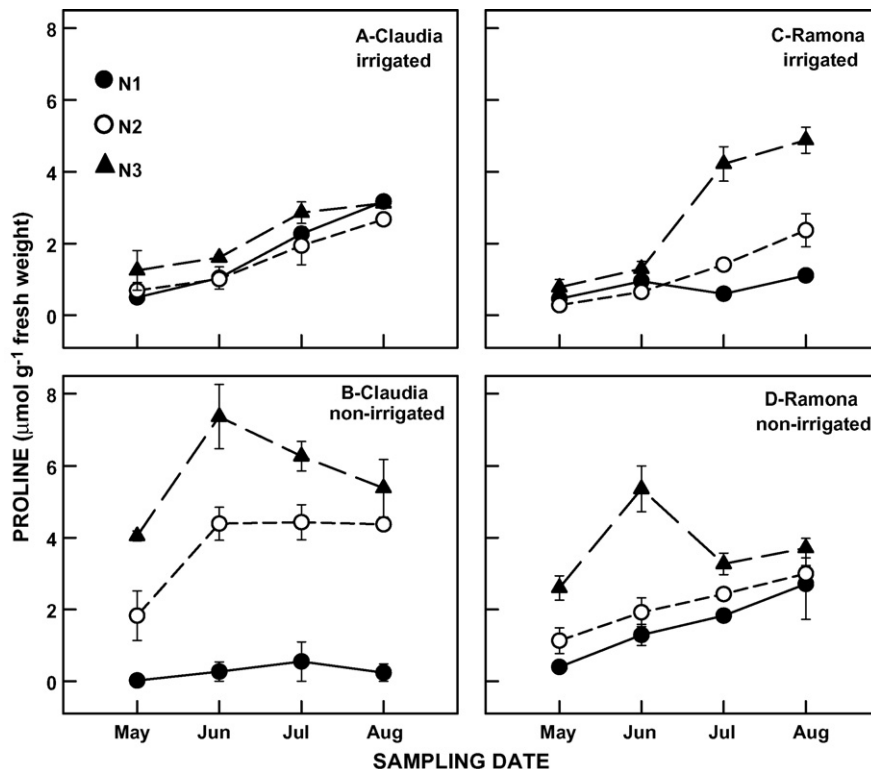 PROLINE (µmol g-1 fresh weight)
8
6
4
2
0
A-Claudia
irrigated
N1
N2
N3
C-Ramona
irrigated
8
6
4
2
0
B-Claudia
non-irrigated
D-Ramona
non-irrigated
May Jun Jul Aug
May Jun Jul Aug
SAMPLING DATE